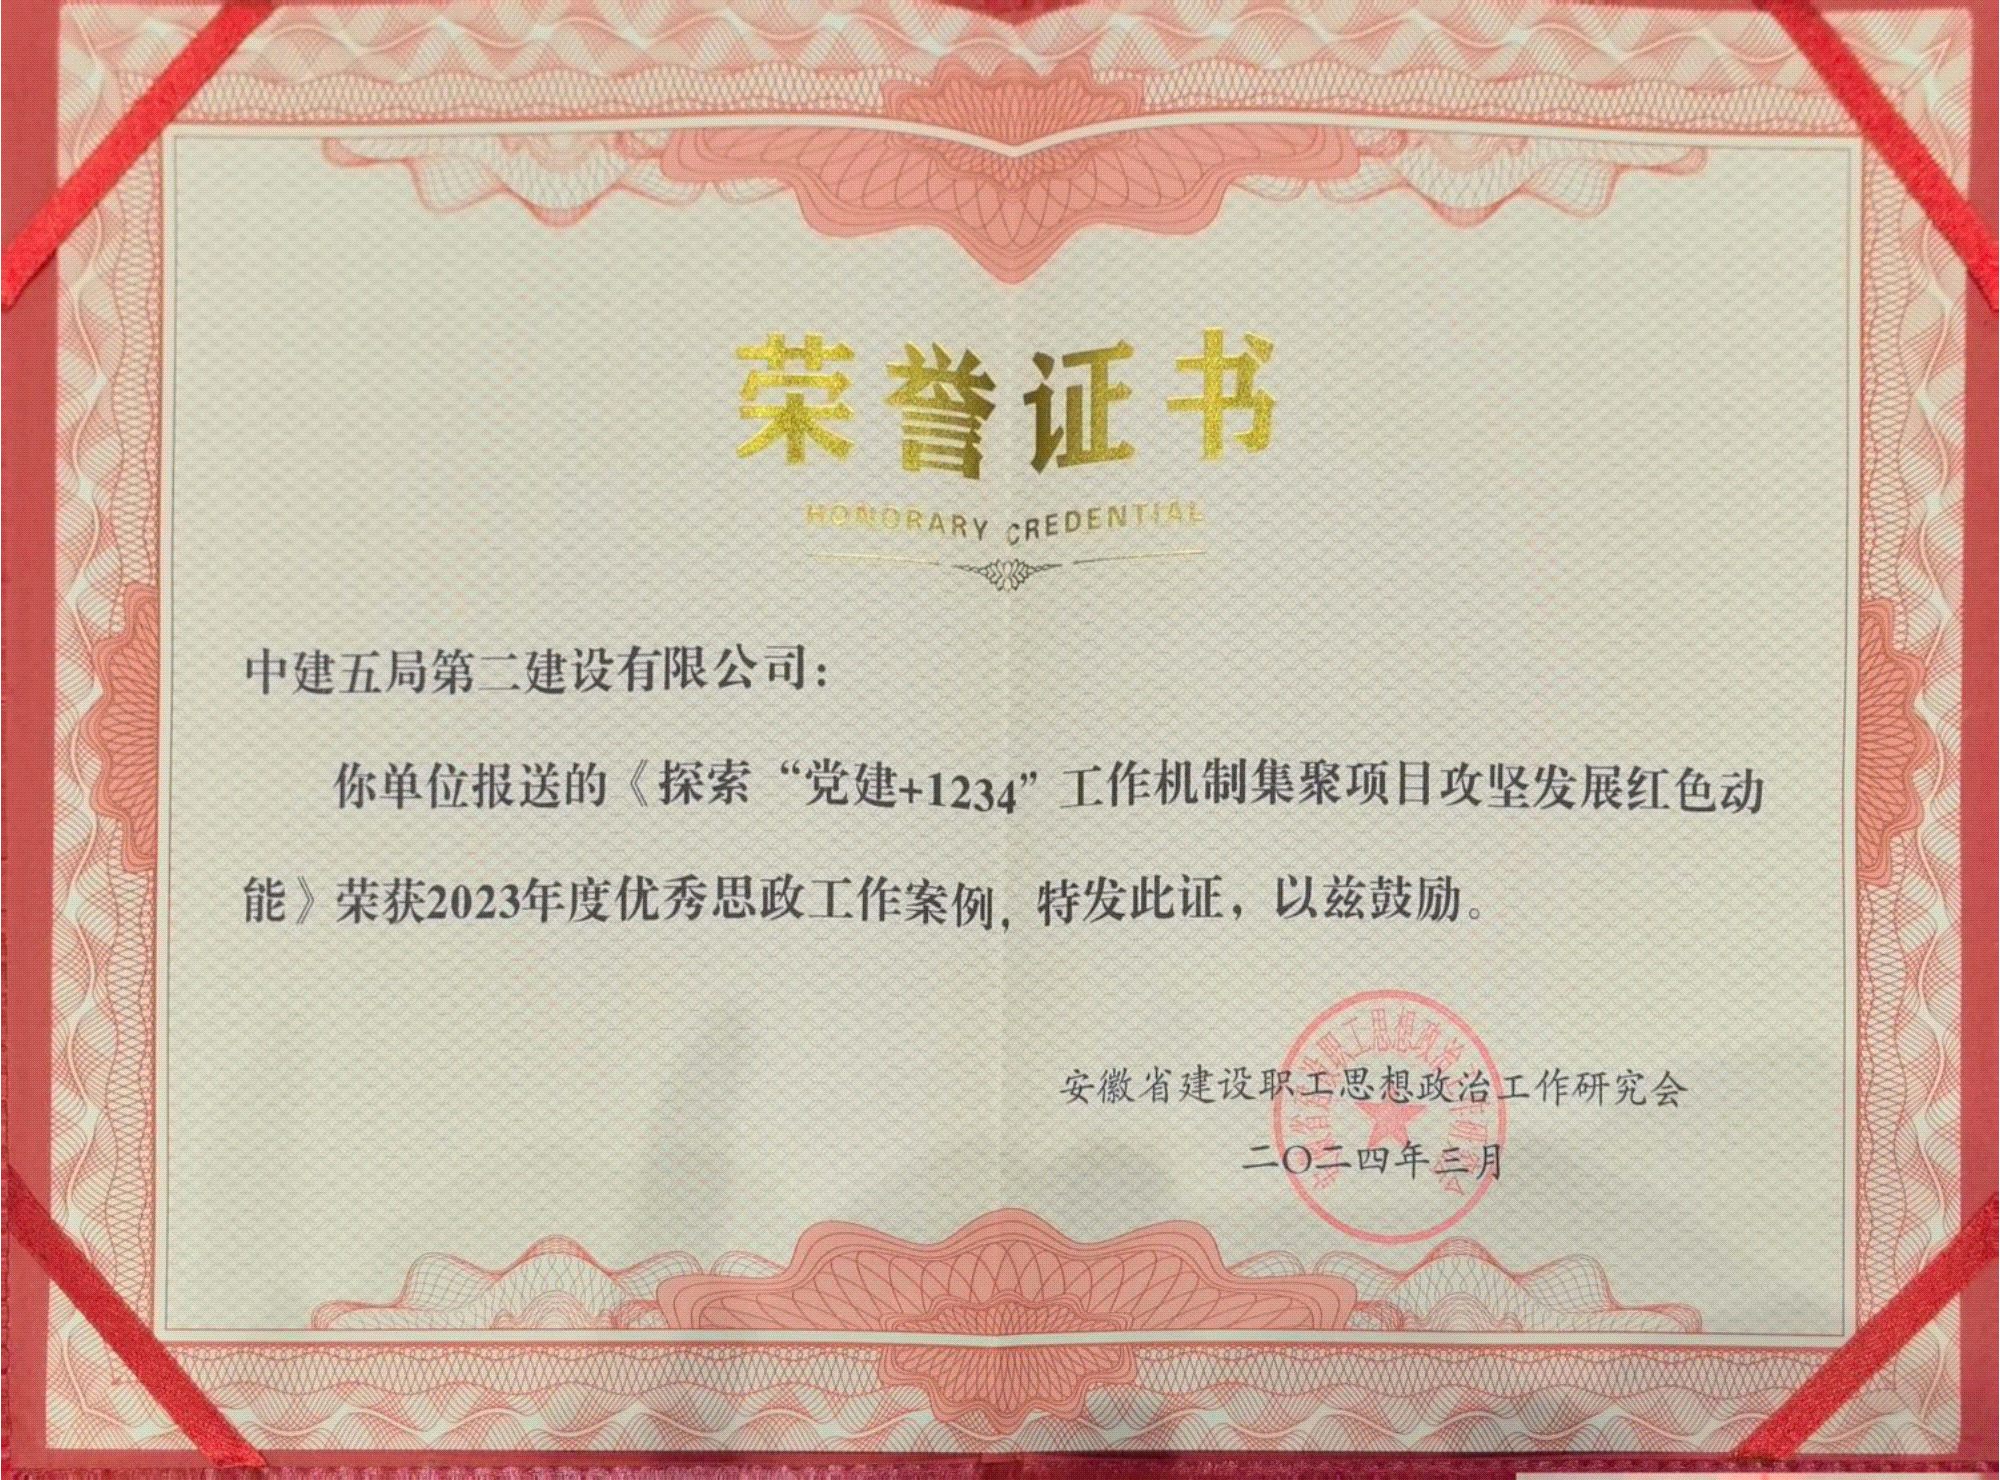 荣誉证书
HONORARY CREDENTIAL
中建五局第二建设有限公司：
你单位报送的《探索“党建+1234”工作机制集聚项目攻坚发展红色动
能》荣获2023年度优秀思政工作案例，特发此证，以兹鼓励。
安徽省建设职工思想政治工作研究会
二〇二四年三月